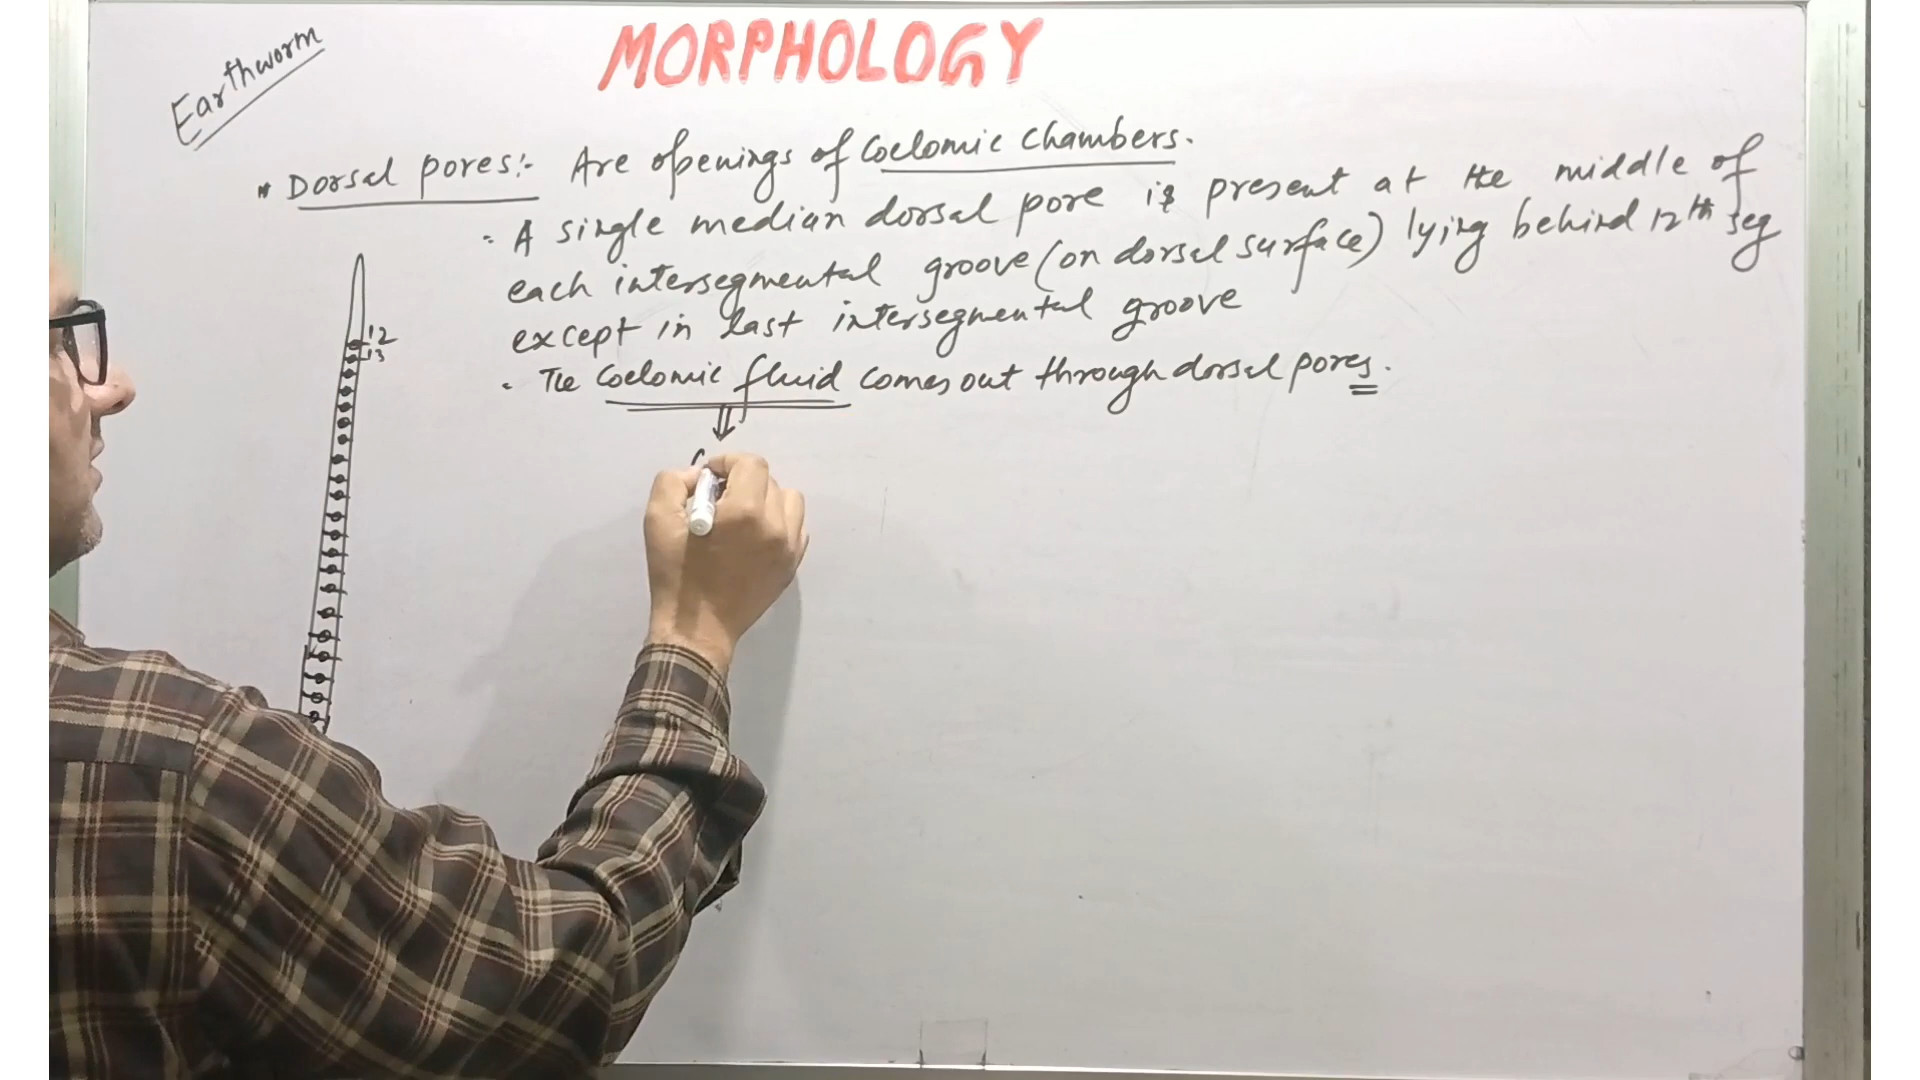 Earthworm
MORPHOLOGY
* Dorsal pores:- Are openings of Coelomic Chambers.
• A single median dorsal pore is present at the middle of
each intersegmental groove (on dorsal surface) lying behind 12th seg
except in last intersegmental groove
• The Coelomic fluid comes out through dorsal pores.
12
13